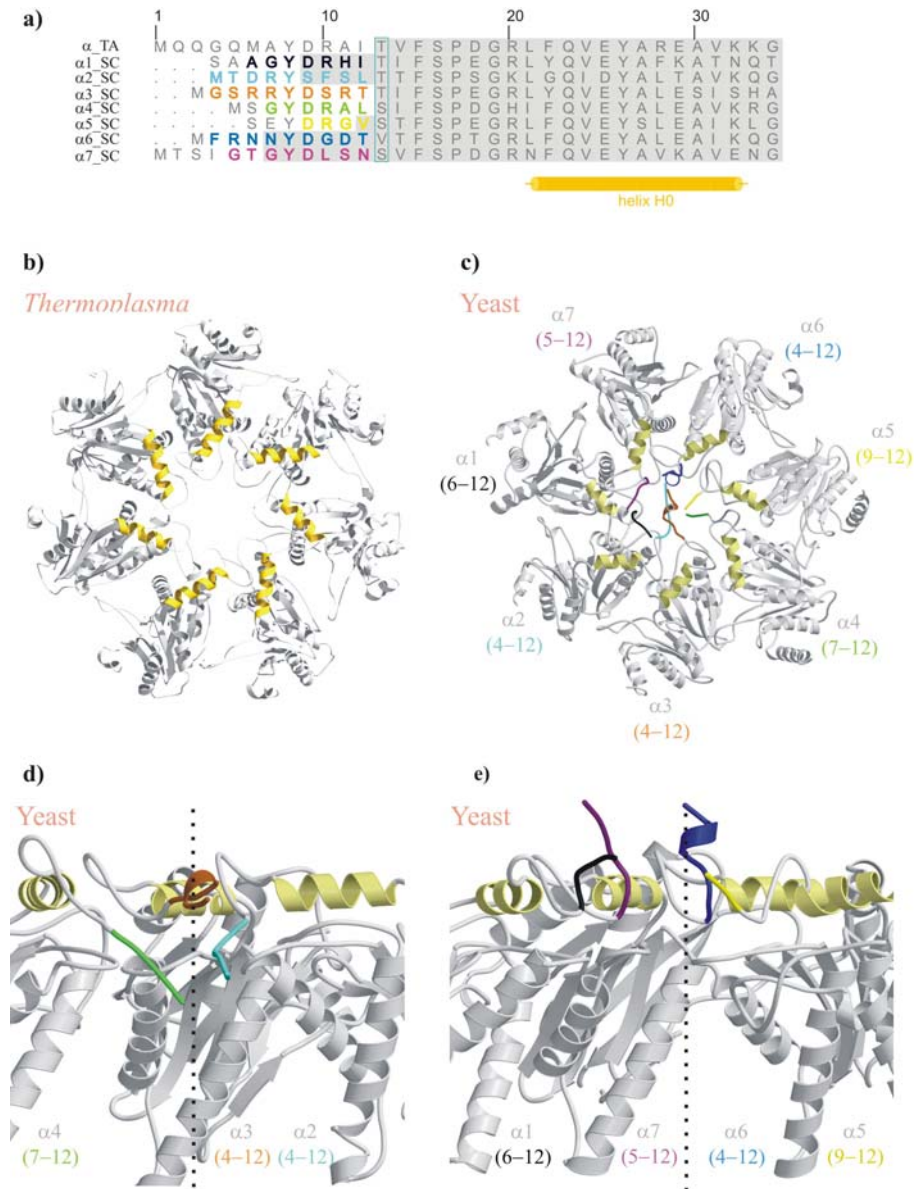 a)
1 10 20 30
α_TA M Q Q G Q M A Y D R A I T V F S P D G R L F Q V E Y A R E A V K K G
α1_SC . . . S A A G Y D R H I T I F S P E G R L Y Q V E Y A F K A T N Q T
α2_SC . . . M T D R Y S F S L T T F S P S G K L V Q I D Y A L T A V K Q G
α3_SC . . M G S R R Y D S R T T I F S P E G R L Y Q V E Y A L E S I S H A
α4_SC . . . . M S G Y D R A L S I F S P D G H I F Q V E Y A L E A V K R G
α5_SC . . . . . S E Y D R G V S T F S P E G R L F Q V E Y S L E A I K L G
α6_SC . . M F R N N Y D G D T V T F S P T G R L F Q V E Y A L E A I K Q G
α7_SC M T S I G T G Y D L S N S V F S P D G R N F Q V E Y A V K A V E N G
helix H0
b)
Thermoplasma
c)
Yeast
α7
(5–12)
α6
(4–12)
α1
(6–12)
α5
(9–12)
α2
(4–12)
α4
(7–12)
α3
(4–12)
d)
Yeast
α4 α3 α2
(7–12) (4–12) (4–12)
e)
Yeast
α1 α7 α6 α5
(6–12) (5–12) (4–12) (9–12)